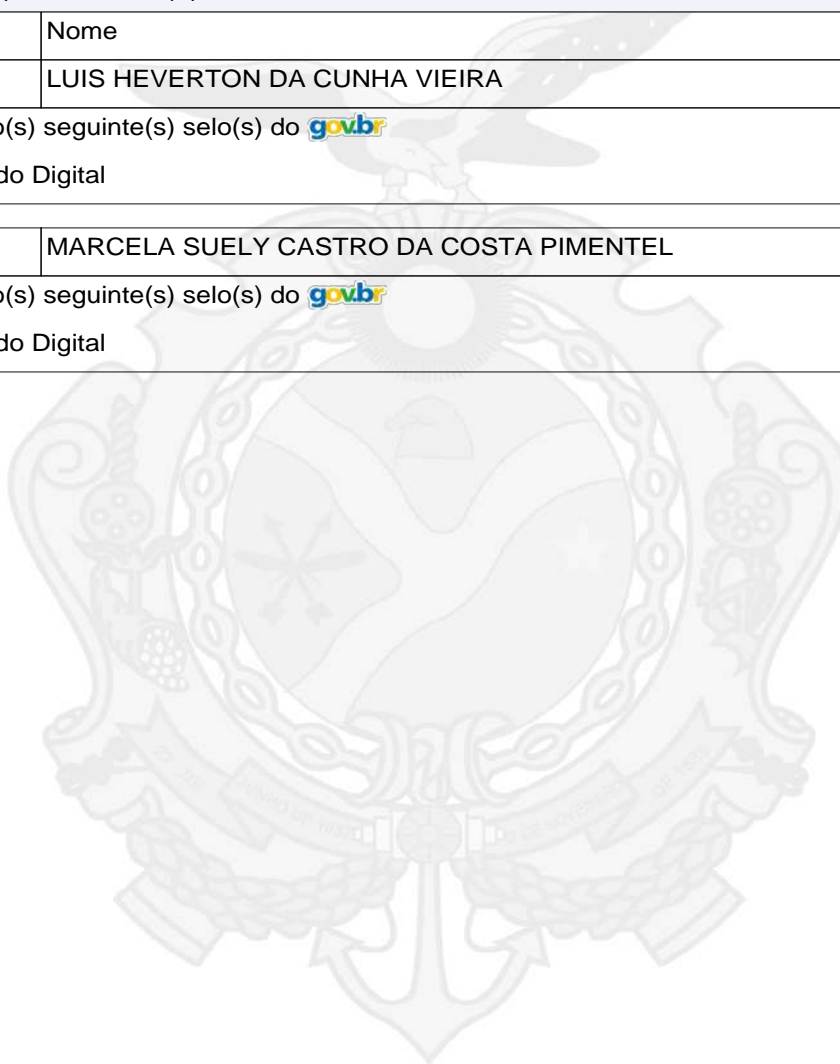 Nome
LUIS HEVERTON DA CUNHA VIEIRA
o(s) seguinte(s) selo(s) do gov.br
do Digital
MARCELA SUELY CASTRO DA COSTA PIMENTEL
o(s) seguinte(s) selo(s) do gov.br
do Digital